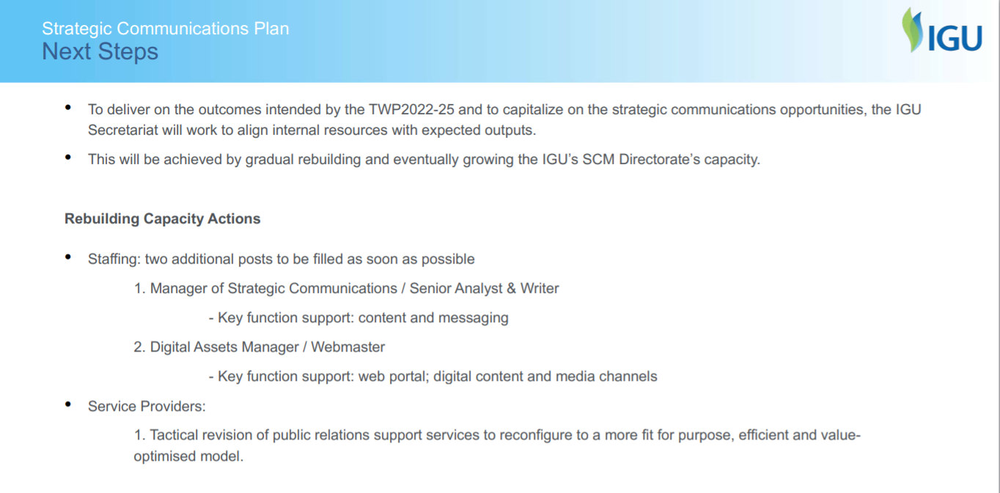 Strategic Communications Plan
Next Steps
IGU
• To deliver on the outcomes intended by the TWP2022-25 and to capitalize on the strategic communications opportunities, the IGU
Secretariat will work to align internal resources with expected outputs.
• This will be achieved by gradual rebuilding and eventually growing the IGU’s SCM Directorate’s capacity.
Rebuilding Capacity Actions
• Staffing: two additional posts to be filled as soon as possible
1. Manager of Strategic Communications / Senior Analyst & Writer
- Key function support: content and messaging
2. Digital Assets Manager / Webmaster
- Key function support: web portal; digital content and media channels
• Service Providers:
1. Tactical revision of public relations support services to reconfigure to a more fit for purpose, efficient and value-
optimised model.